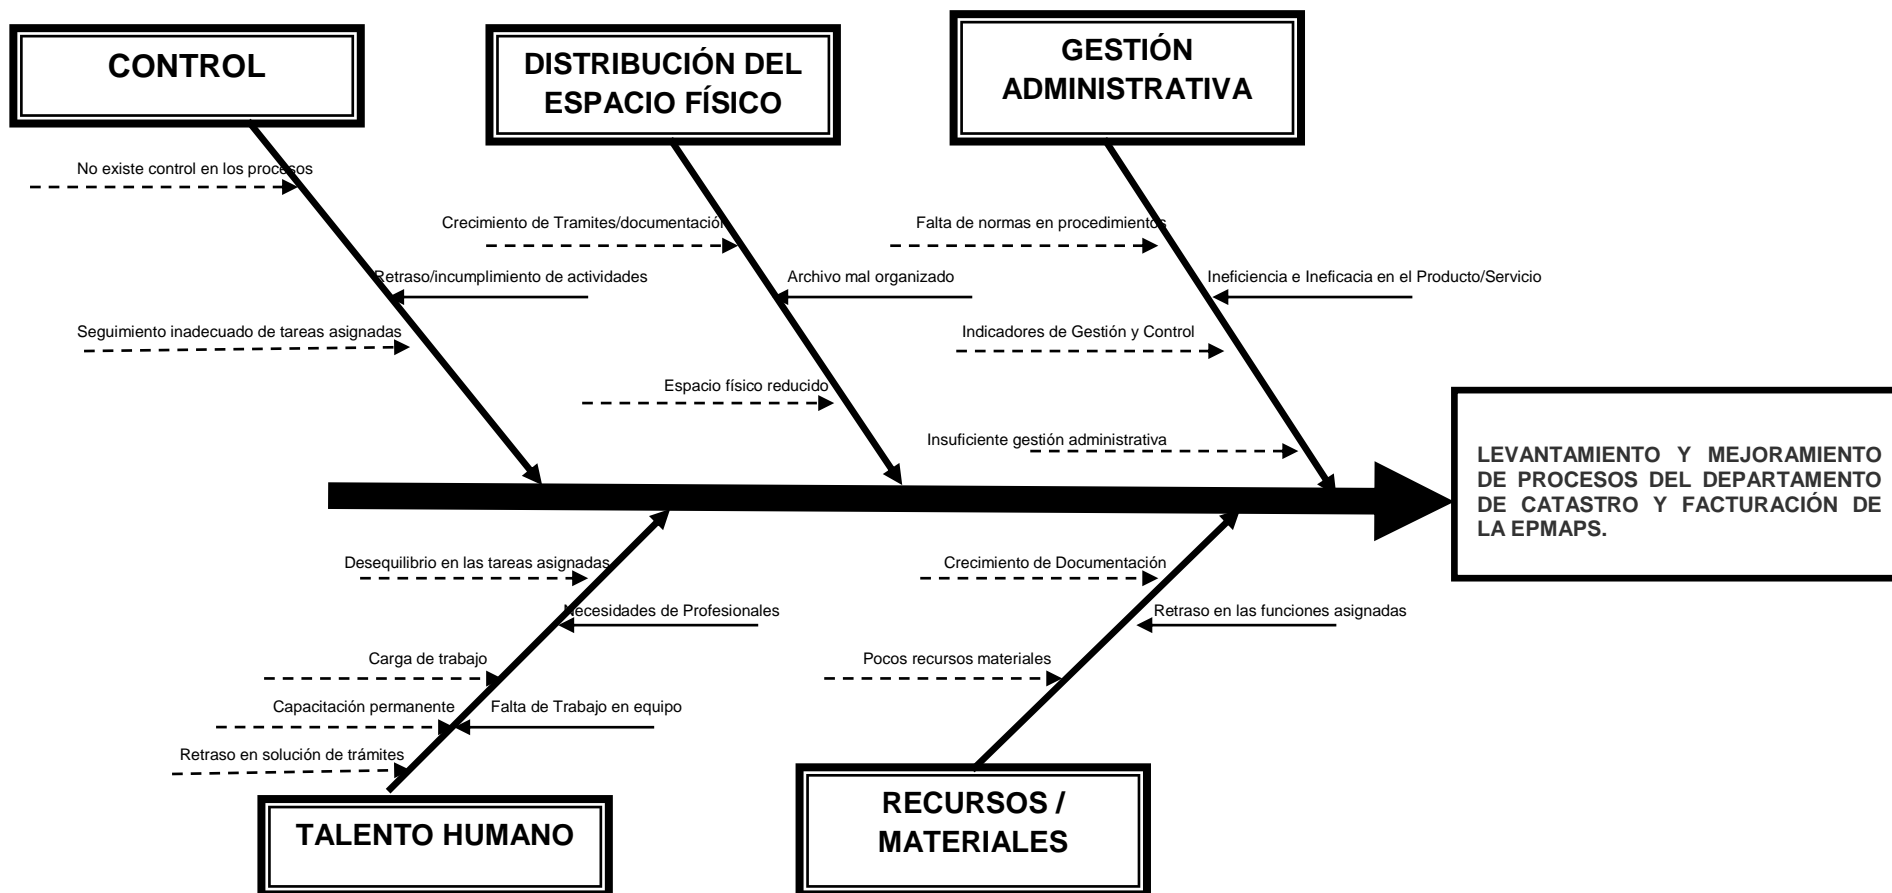 CONTROL
DISTRIBUCIÓN DEL
ESPACIO FÍSICO
GESTIÓN
ADMINISTRATIVA
No existe control en los procesos
Retraso/incumplimiento de actividades
Seguimiento inadecuado de tareas asignadas
Crecimiento de Tramites/documentación
Archivo mal organizado
Espacio físico reducido
Falta de normas en procedimientos
Ineficiencia e Ineficacia en el Producto/Servicio
Indicadores de Gestión y Control
Insuficiente gestión administrativa
LEVANTAMIENTO Y MEJORAMIENTO
DE PROCESOS DEL DEPARTAMENTO
DE CATASTRO Y FACTURACIÓN DE
LA EPMAPS.
Desequilibrio en las tareas asignadas
Necesidades de Profesionales
Carga de trabajo
Capacitación permanente
Falta de Trabajo en equipo
Retraso en solución de trámites
Crecimiento de Documentación
Retraso en las funciones asignadas
Pocos recursos materiales
TALENTO HUMANO
RECURSOS /
MATERIALES